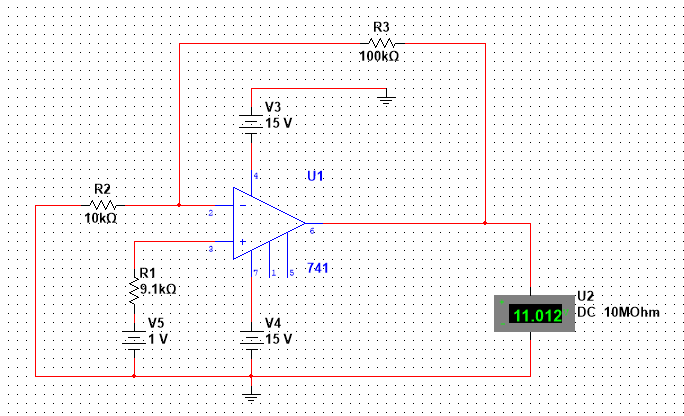 R3
100kΩ
V3
15 V
4
U1
R2
10kΩ
2
6
3
741
7
1
5
R1
9.1kΩ
V5
1 V
V4
15 V
U2
11.012
DC 10MOhm